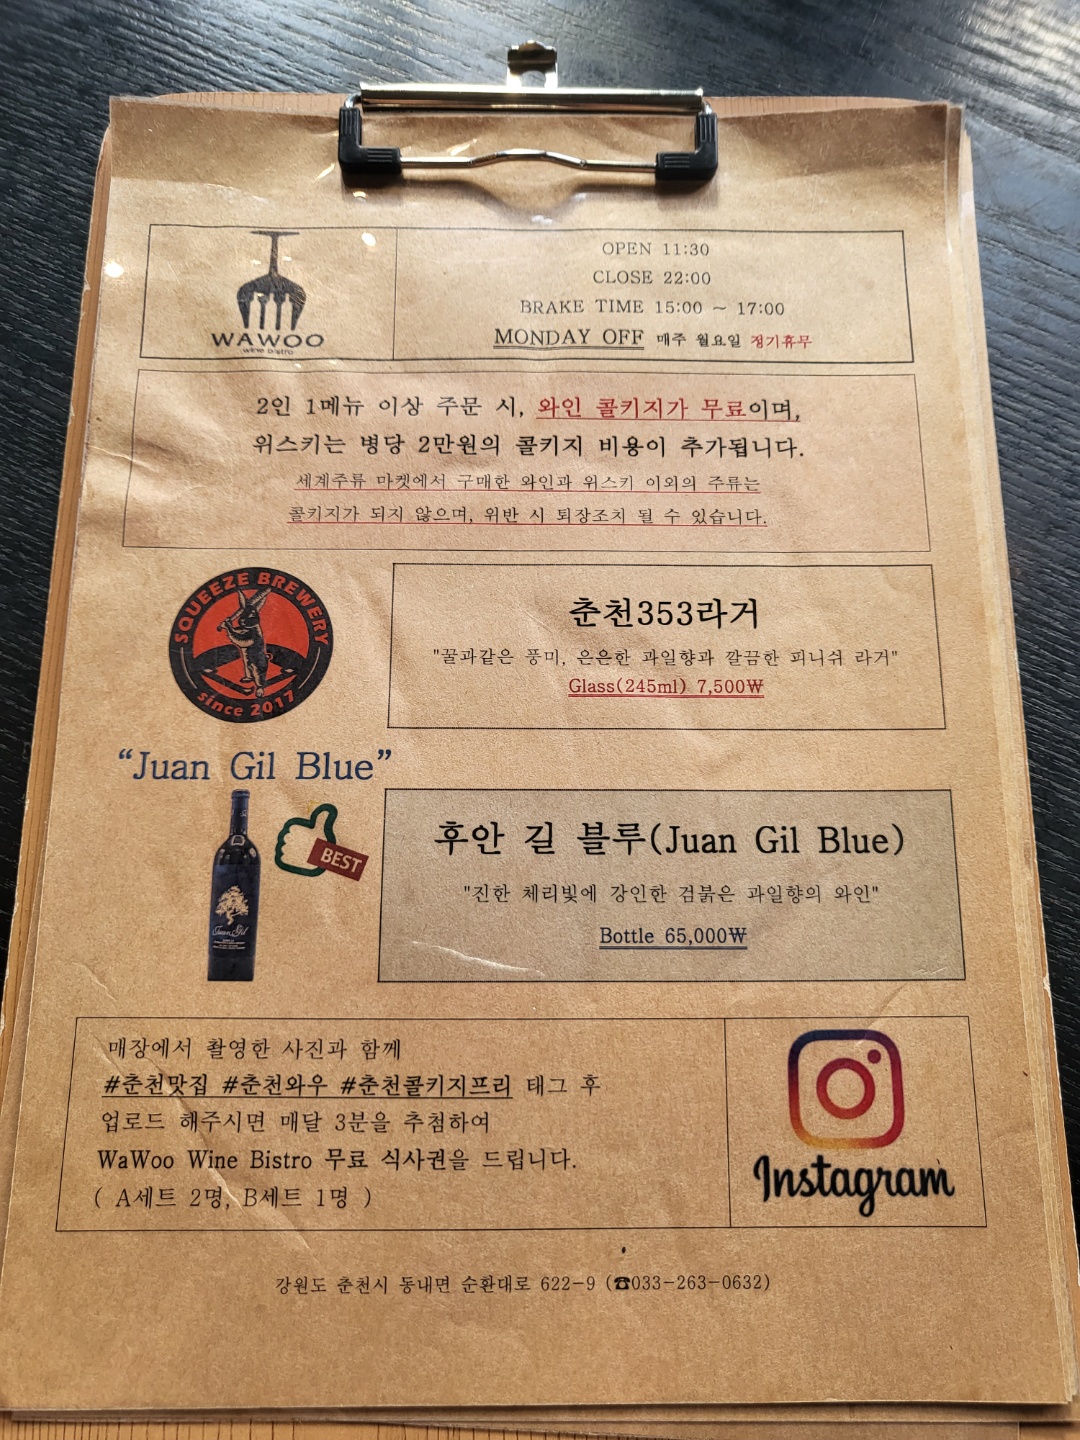 WAWOO
wine bistro
OPEN 11:30
CLOSE 22:00
BRAKE TIME 15:00 ~ 17:00
MONDAY OFF 매주 월요일 정기휴무
2인 1메뉴 이상 주문 시, 와인 콜키지가 무료이며,
위스키는 병당 2만원의 콜키지 비용이 추가됩니다.
세계주류 마켓에서 구매한 와인과 위스키 이외의 주류는
콜키지가 되지 않으며, 위반 시 퇴장조치 될 수 있습니다.
SQUEEZE BREWERY
since 2017
춘천353라거
"꿀과같은 풍미, 은은한 과일향과 깔끔한 피니쉬 라거"
Glass(245ml) 7,500₩
“Juan Gil Blue”
BEST
Juan Gil
후안 길 블루(Juan Gil Blue)
"진한 체리빛에 강인한 검붉은 과일향의 와인"
Bottle 65,000₩
매장에서 촬영한 사진과 함께
#춘천맛집 #춘천와우 #춘천콜키지프리 태그 후
업로드 해주시면 매달 3분을 추첨하여
WaWoo Wine Bistro 무료 식사권을 드립니다.
( A세트 2명, B세트 1명 )
Instagram
강원도 춘천시 동내면 순환대로 622-9 (☎033-263-0632)